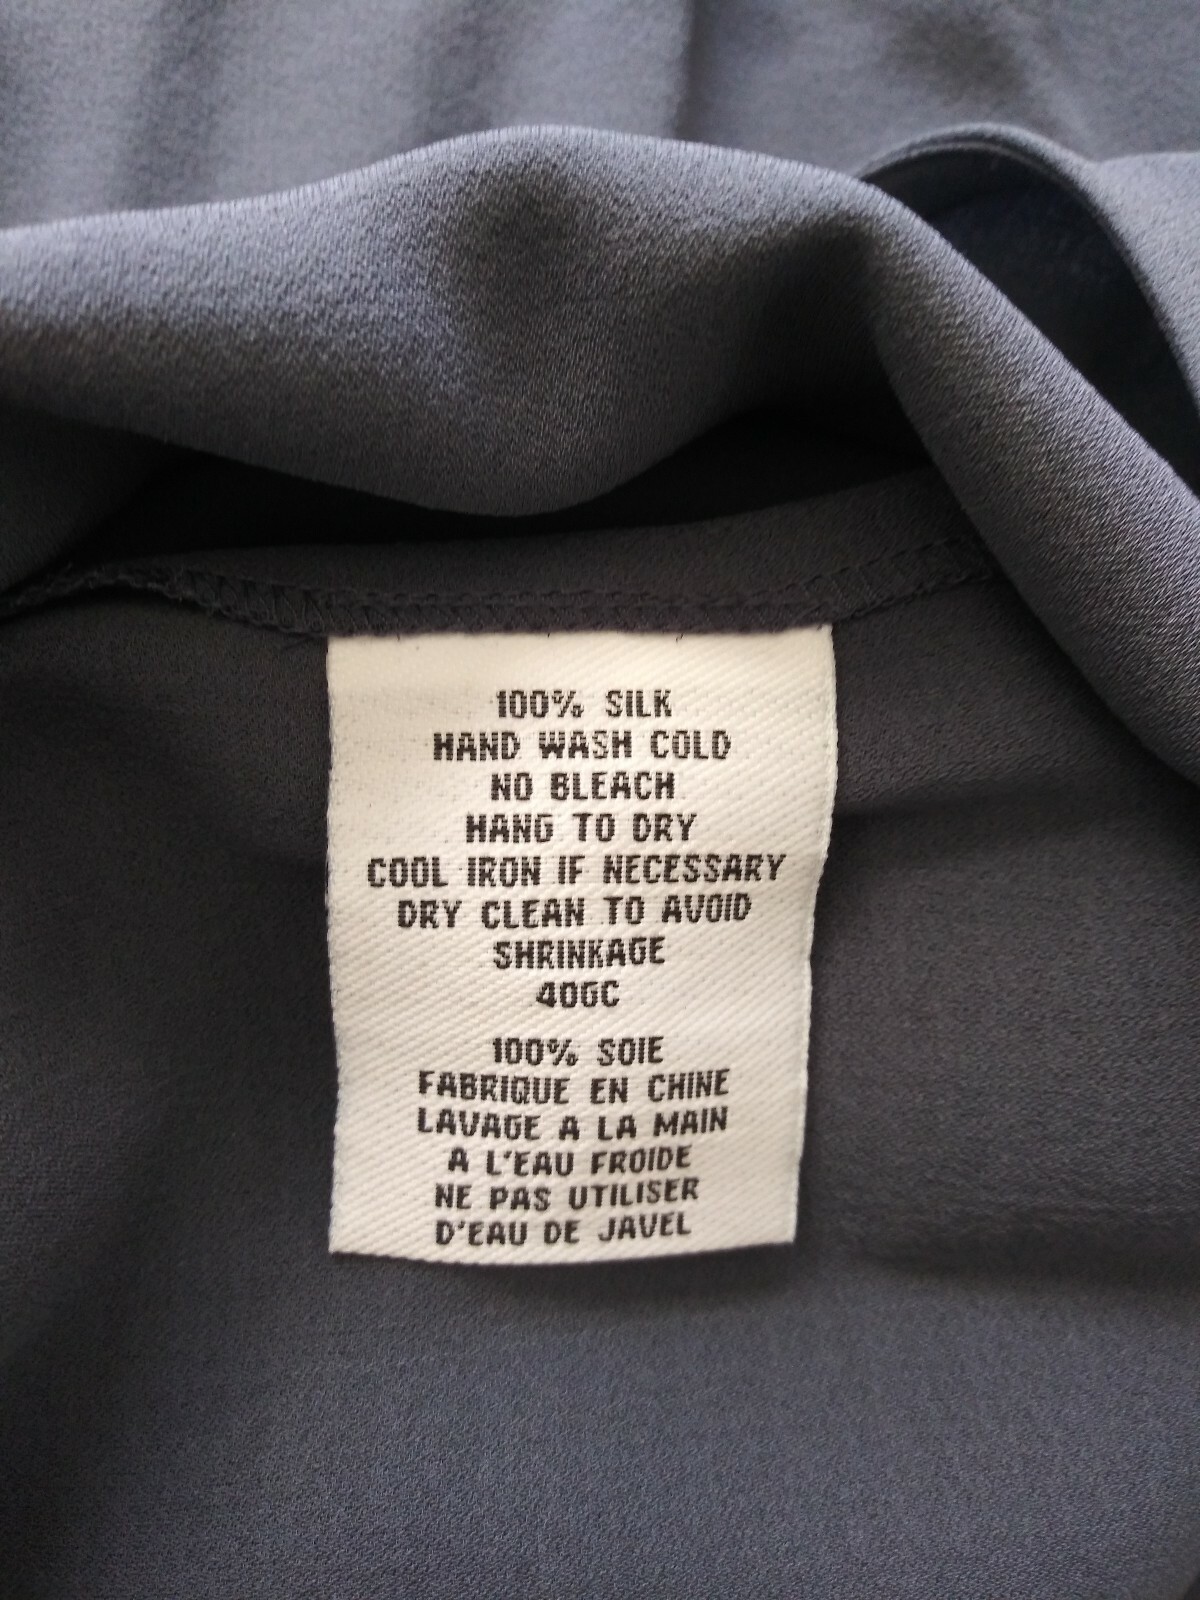 100% SILK
HAND WASH COLD
NO BLEACH
HANG TO DRY
COOL IRON IF NECESSARY
DRY CLEAN TO AVOID
SHRINKAGE
40GC
100% SOIE
FABRIQUE EN CHINE
LAVAGE A LA MAIN
A L'EAU FROIDE
NE PAS UTILISER
D'EAU DE JAVEL